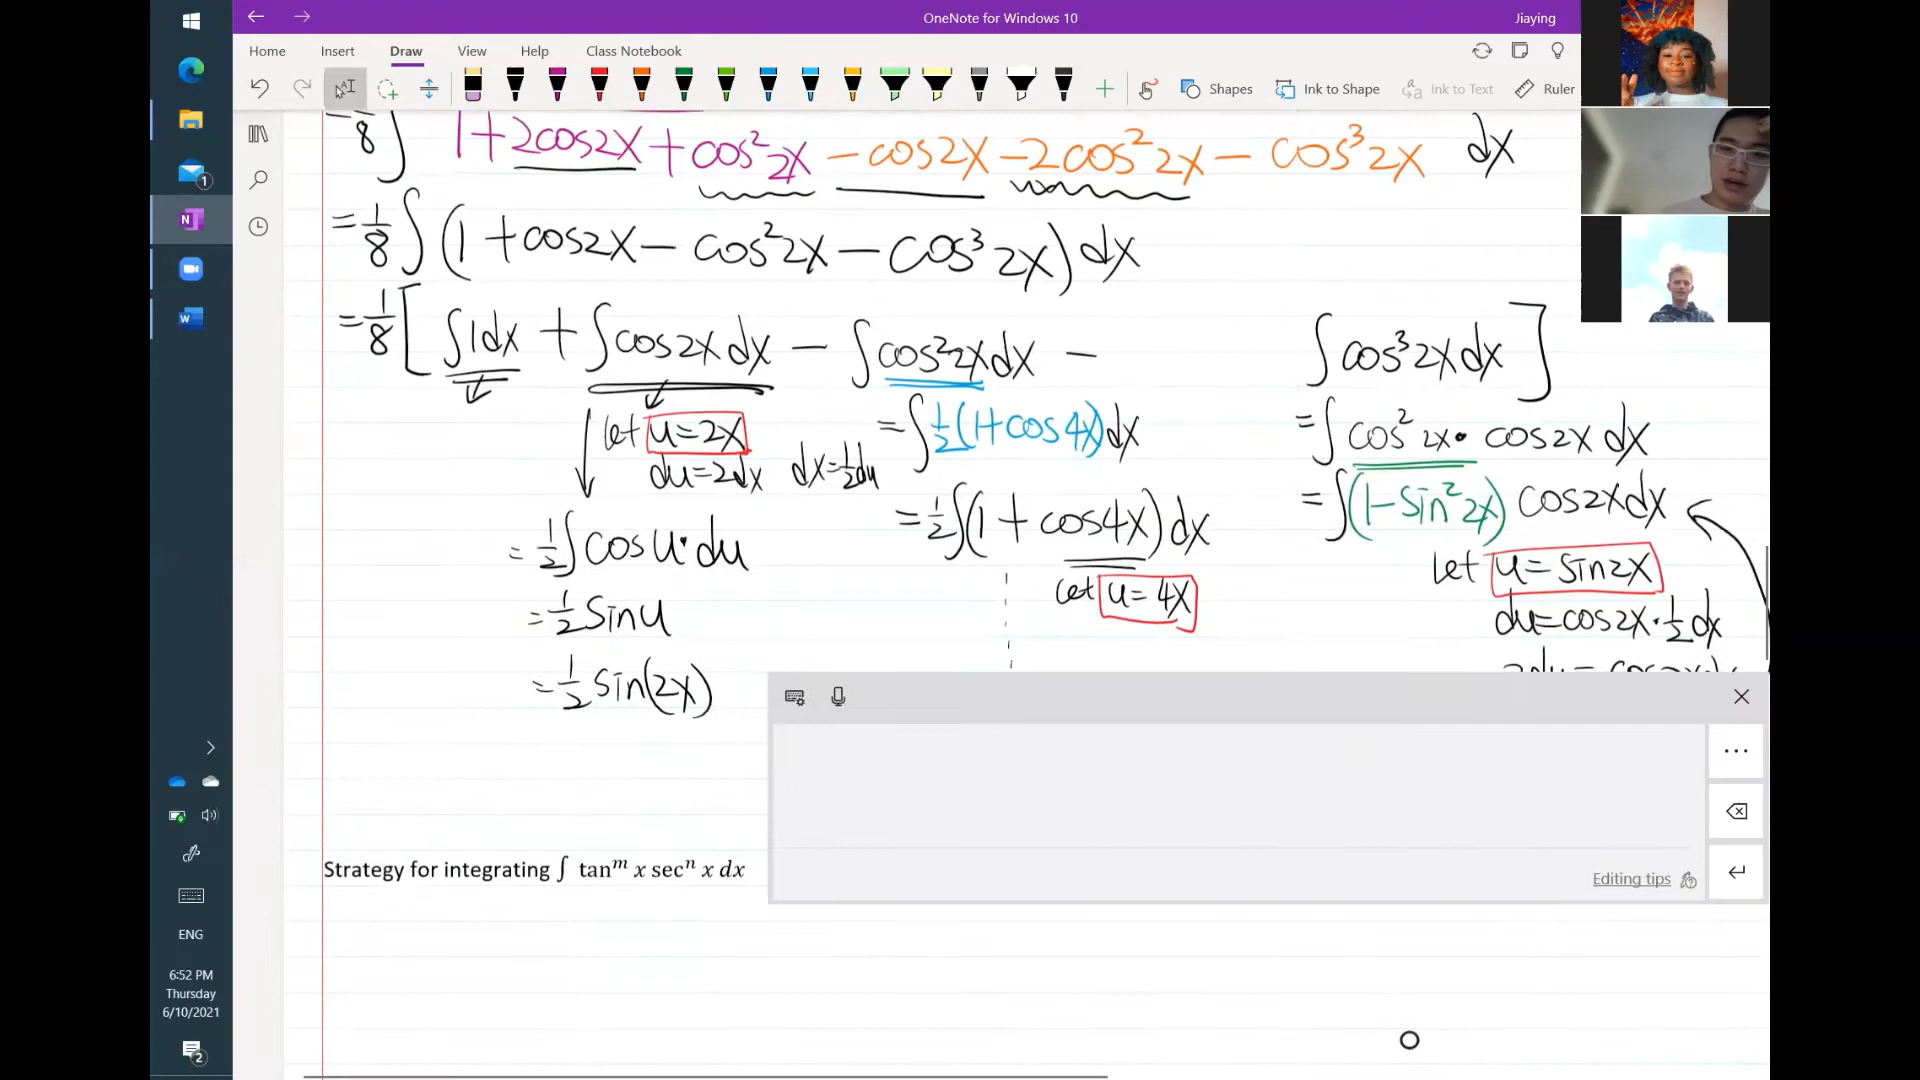 OneNote for Windows 10
Jiaying
Home Insert Draw View Help Class Notebook
Shapes Ink to Shape Ink to Text Ruler
1/8 ∫ 1+2cos2x+cos²2x −cos2x−2cos²2x− cos³2x dx
=1/8 ∫ (1+cos2x−cos²2x−cos³2x)dx
=1/8 [ ∫1dx + ∫cos2x dx − ∫cos²2x dx − ∫cos³2x dx ]
let u=2x
du=2dx dx=1/2du
= 1/2 ∫ cos u·du
= 1/2 sin u
= 1/2 sin(2x)
= ∫ 1/2(1+cos4x)dx
= 1/2 ∫(1+cos4x)dx
let u=4x
= ∫ cos²2x · cos2x dx
= ∫(1−sin²2x) cos2x dx
let u=sin2x
du=cos2x·1/2dx
Strategy for integrating ∫ tanᵐ x secⁿ x dx
Editing tips
1
N
W
ENG
6:52 PM
Thursday
6/10/2021
2